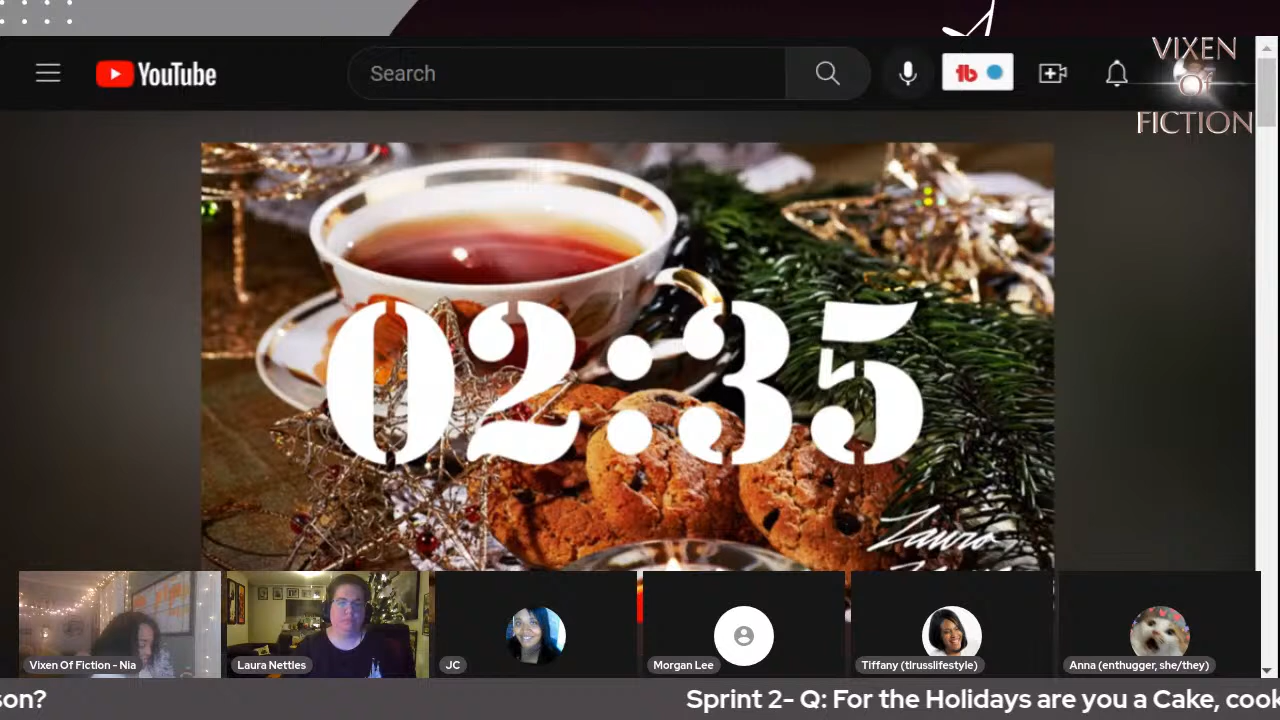 YouTube
Search
VIXEN
Of
FICTION
02:35
Vixen Of Fiction - Nia
Laura Nettles
JC
Morgan Lee
Tiffany (tlrusslifestyle)
Anna (enthugger, she/they)
son? Sprint 2- Q: For the Holidays are you a Cake, cook